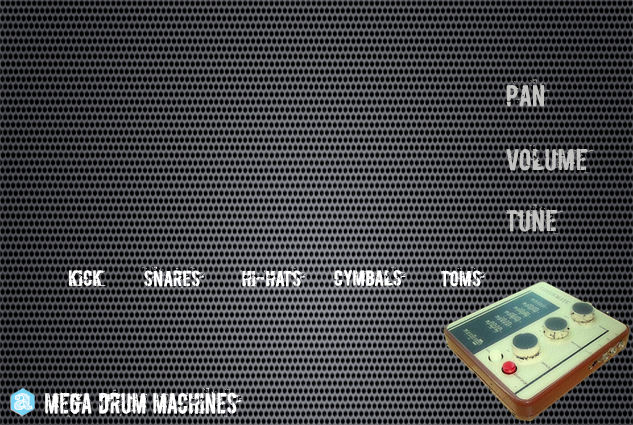 PAN
VOLUME
TUNE
KICK SNARES HI-HATS CYMBALS TOMS
MEGA DRUM MACHINES